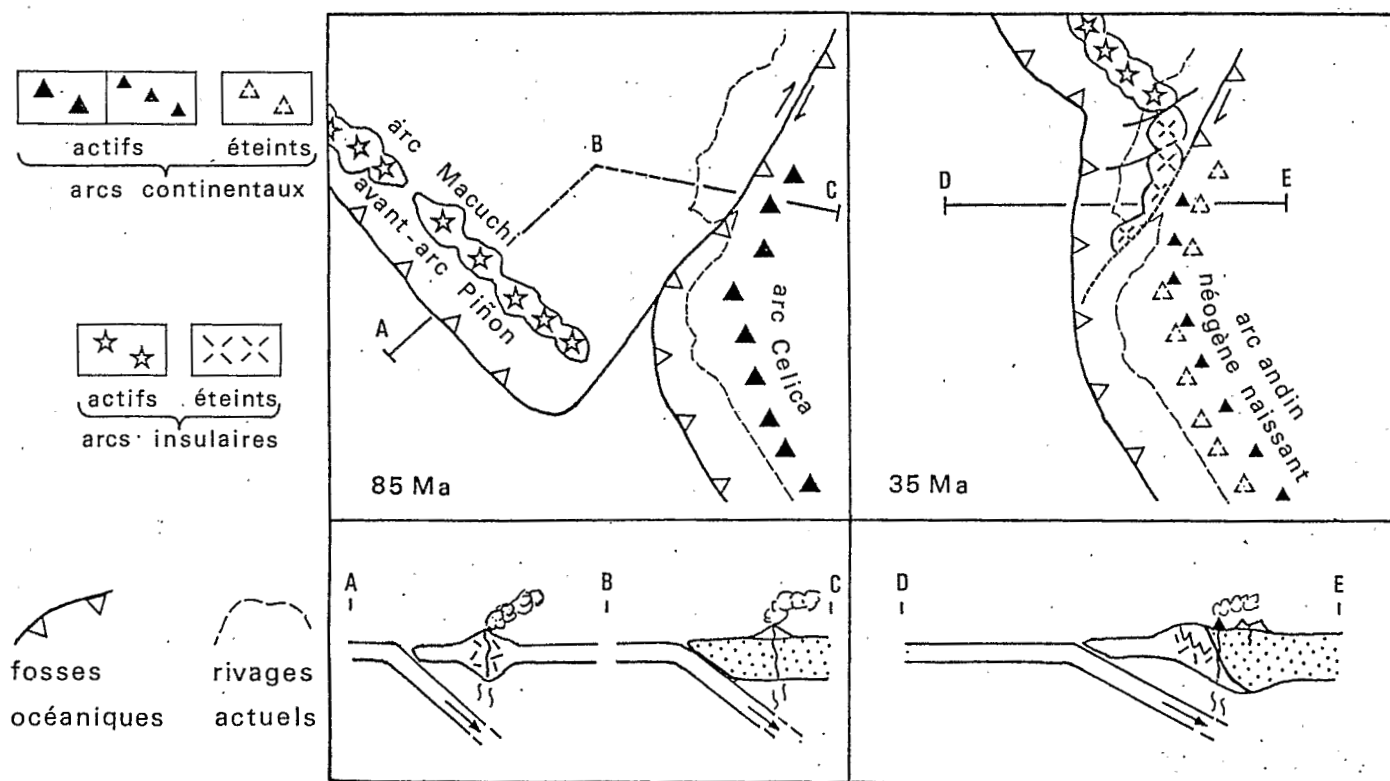 actifs éteints
arcs continentaux
actifs éteints
arcs insulaires
fosses
océaniques
rivages
actuels
arc Macuchi
avant-arc Piñon
A
B
C
arc Celica
85 Ma
D
E
arc andin
néogène naissant
35 Ma
A
B
C
D
E